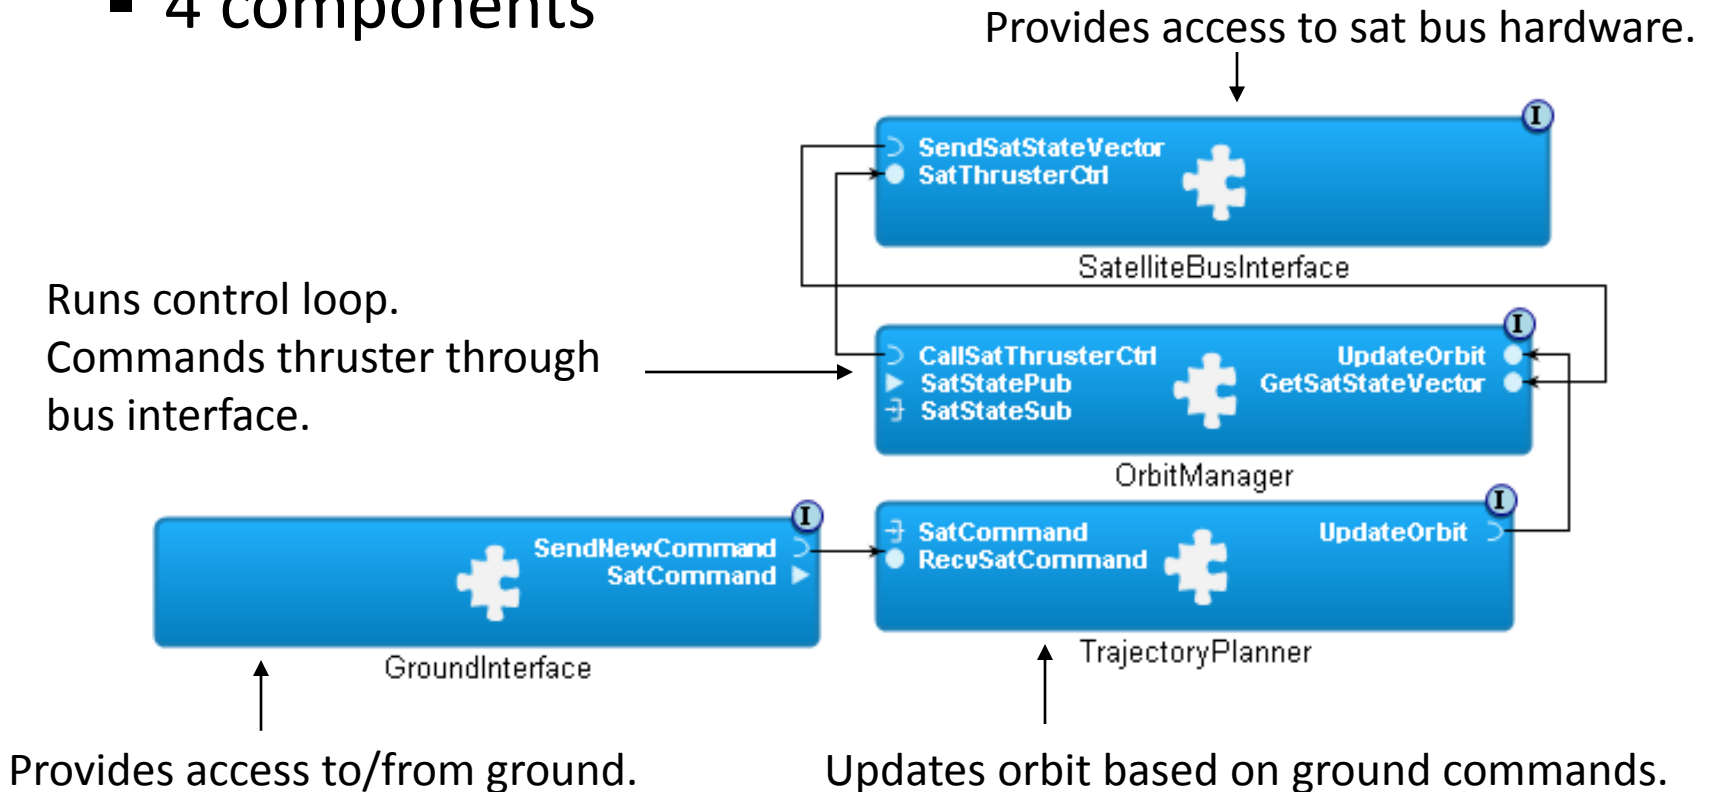 ▪ 4 components
Provides access to sat bus hardware.
I
SendSatStateVector
SatThrusterCtrl
SatelliteBusInterface
Runs control loop.
Commands thruster through
bus interface.
I
CallSatThrusterCtrl
SatStatePub
SatStateSub
UpdateOrbit
GetSatStateVector
OrbitManager
I
SendNewCommand
SatCommand
GroundInterface
I
SatCommand
RecvSatCommand
UpdateOrbit
TrajectoryPlanner
Provides access to/from ground.
Updates orbit based on ground commands.